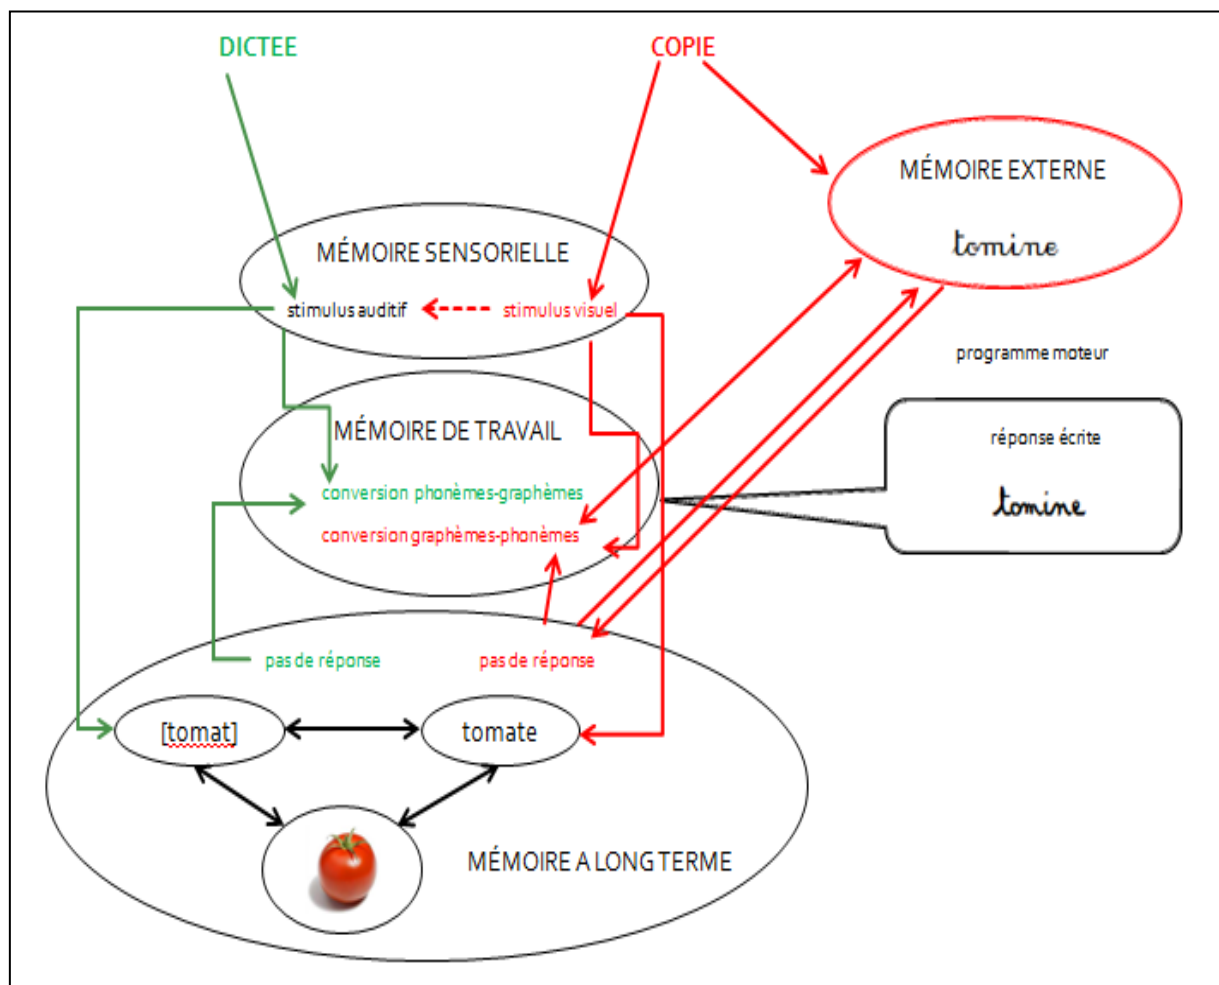 DICTEE
COPIE
MÉMOIRE EXTERNE
tomine
MÉMOIRE SENSORIELLE
stimulus auditif
stimulus visuel
programme moteur
MÉMOIRE DE TRAVAIL
réponse écrite
conversion phonèmes-graphèmes
tomine
conversion graphèmes-phonèmes
pas de réponse
pas de réponse
[tomat]
tomate
MÉMOIRE A LONG TERME